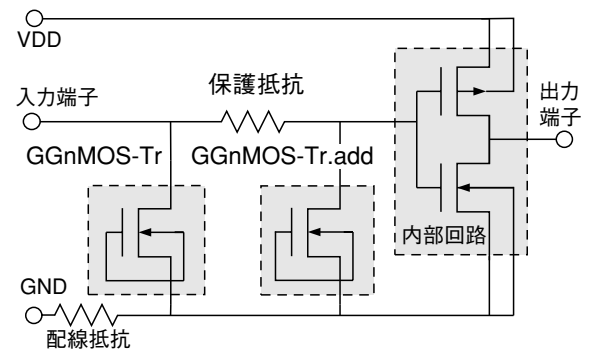 VDD
入力端子
保護抵抗
出力
端子
GGnMOS-Tr
GGnMOS-Tr.add
内部回路
GND
配線抵抗